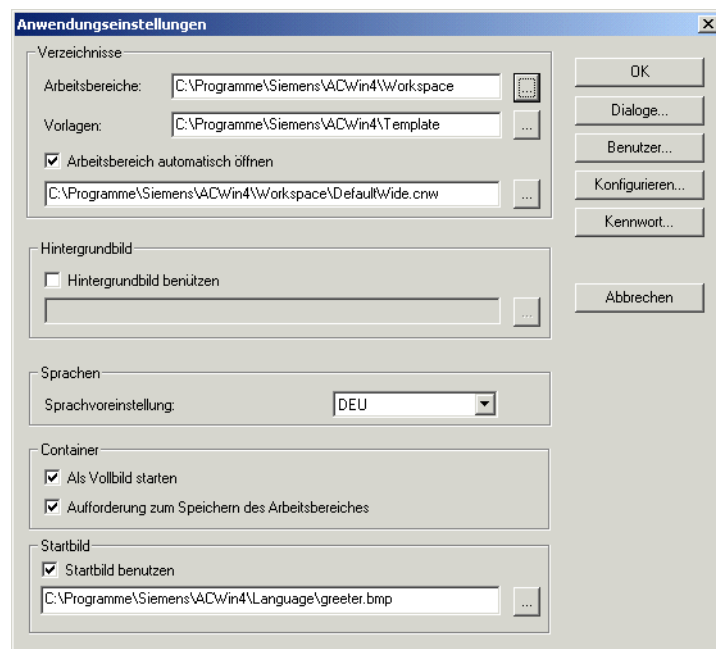 Anwendungseinstellungen
Verzeichnisse
Arbeitsbereiche: C:\Programme\Siemens\ACWin4\Workspace ...
Vorlagen: C:\Programme\Siemens\ACWin4\Template ...
Arbeitsbereich automatisch öffnen
C:\Programme\Siemens\ACWin4\Workspace\DefaultWide.cnw ...
Hintergrundbild
Hintergrundbild benützen
...
Sprachen
Sprachvoreinstellung: DEU
Container
Als Vollbild starten
Aufforderung zum Speichern des Arbeitsbereiches
Startbild
Startbild benutzen
C:\Programme\Siemens\ACWin4\Language\greeter.bmp ...
OK
Dialoge...
Benutzer...
Konfigurieren...
Kennwort...
Abbrechen